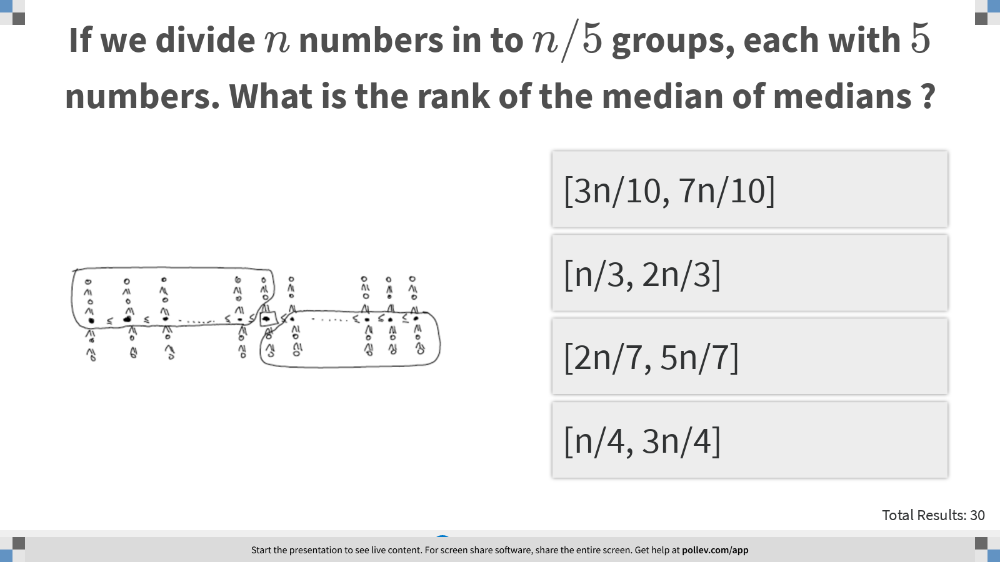 If we divide n numbers in to n/5 groups, each with 5
numbers. What is the rank of the median of medians ?
[3n/10, 7n/10]
[n/3, 2n/3]
[2n/7, 5n/7]
[n/4, 3n/4]
Total Results: 30
Start the presentation to see live content. For screen share software, share the entire screen. Get help at pollev.com/app